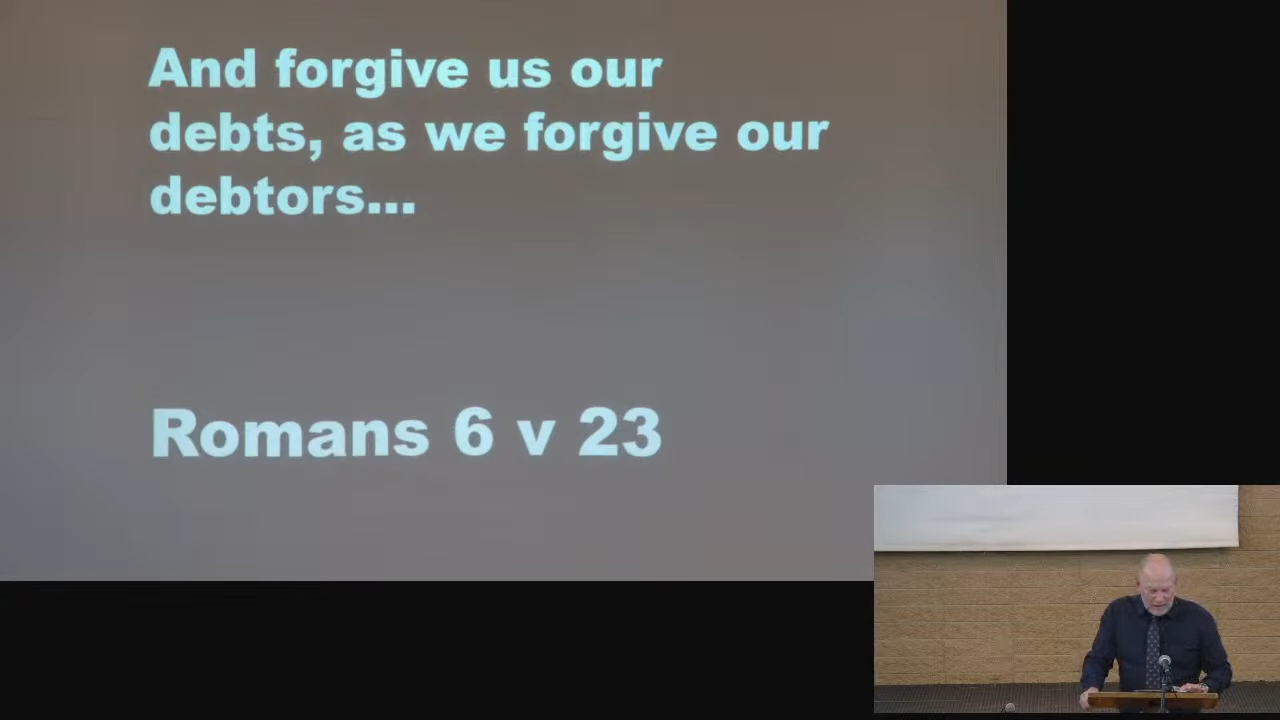 And forgive us our
debts, as we forgive our
debtors...
Romans 6 v 23